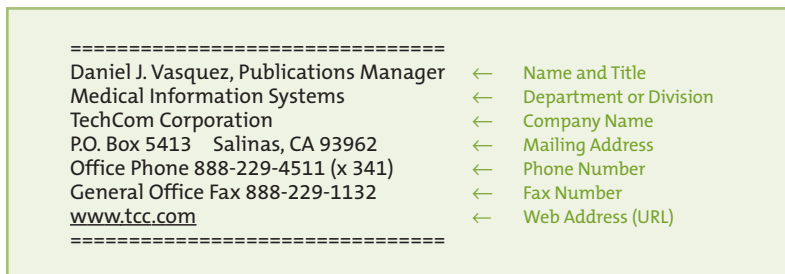 ================================
Daniel J. Vasquez, Publications Manager ← Name and Title
Medical Information Systems ← Department or Division
TechCom Corporation ← Company Name
P.O. Box 5413 Salinas, CA 93962 ← Mailing Address
Office Phone 888-229-4511 (x 341) ← Phone Number
General Office Fax 888-229-1132 ← Fax Number
www.tcc.com ← Web Address (URL)
================================